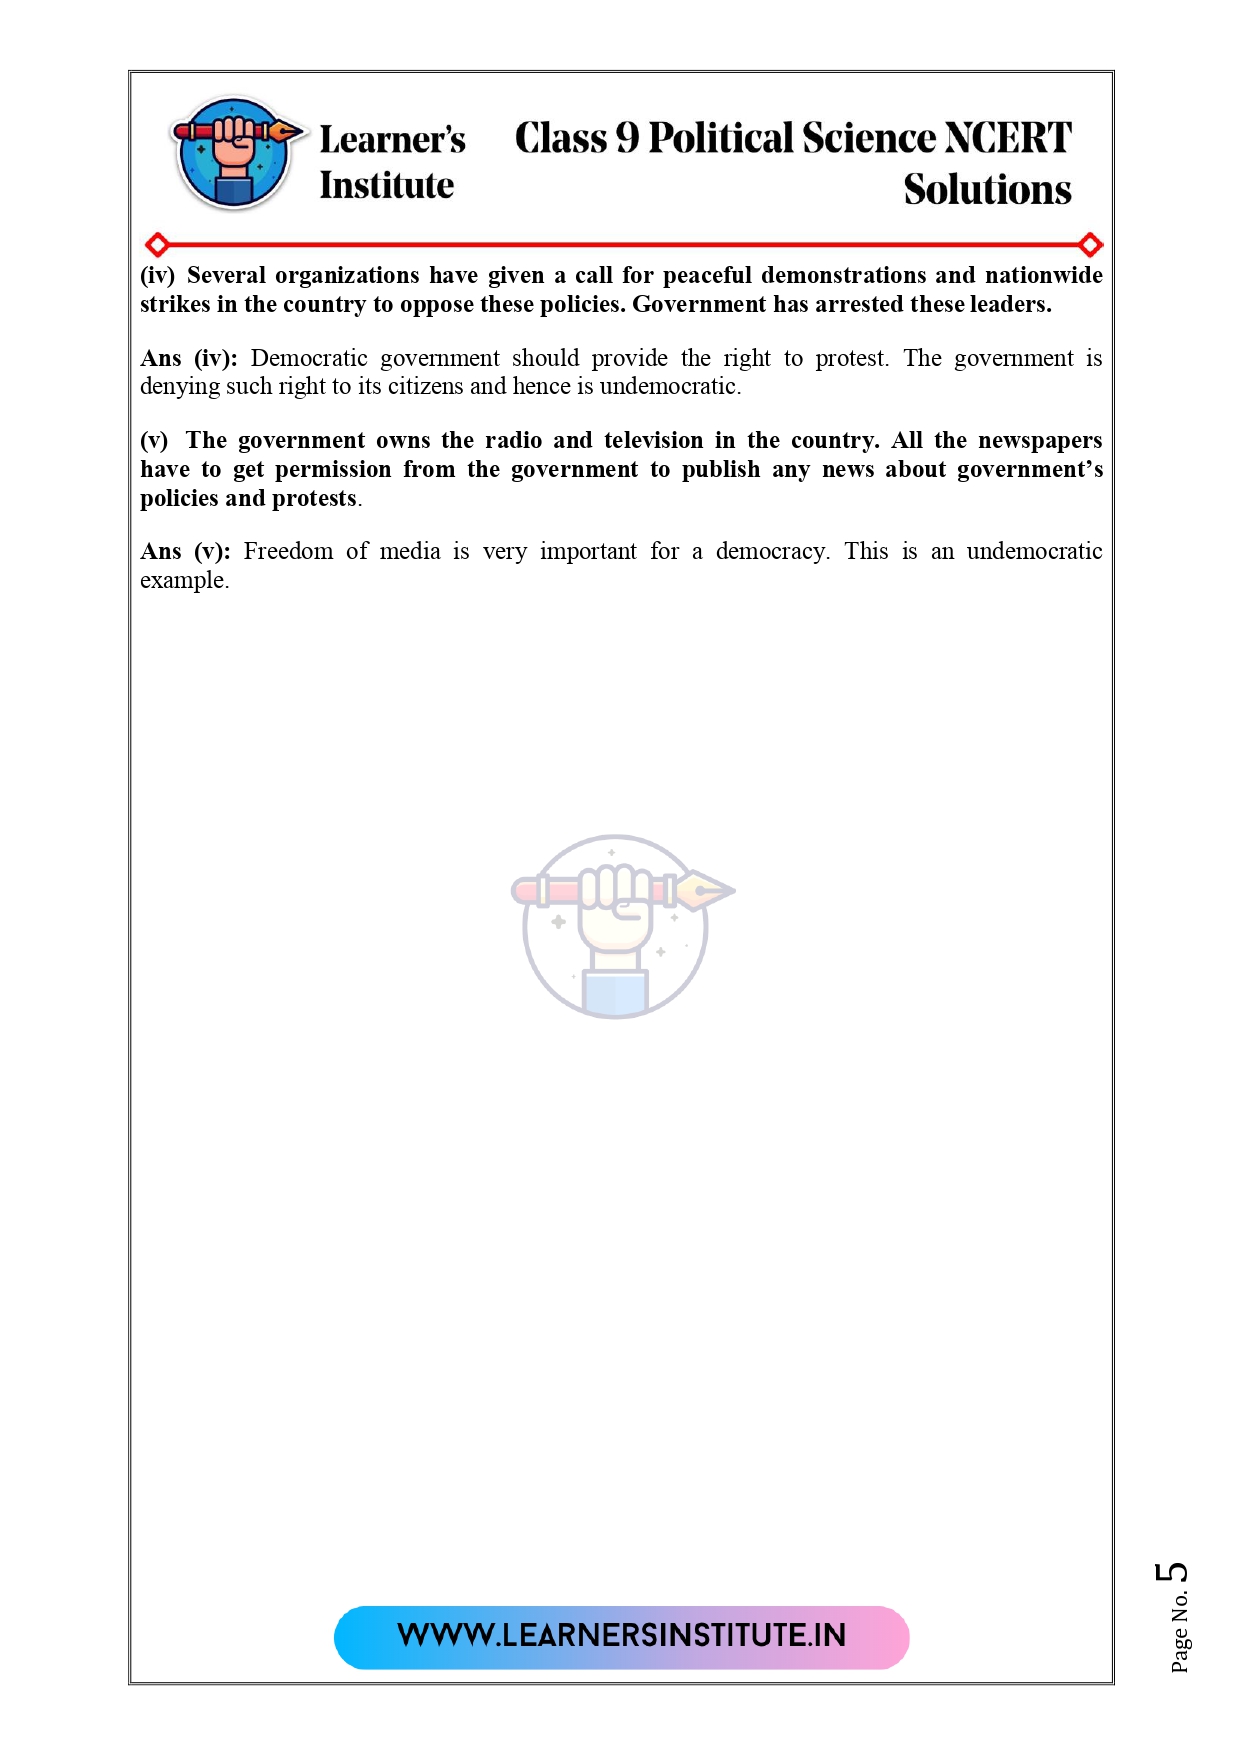 Learner's
Institute
Class 9 Political Science NCERT
Solutions
(iv) Several organizations have given a call for peaceful demonstrations and nationwide
strikes in the country to oppose these policies. Government has arrested these leaders.
Ans (iv): Democratic government should provide the right to protest. The government is
denying such right to its citizens and hence is undemocratic.
(v) The government owns the radio and television in the country. All the newspapers
have to get permission from the government to publish any news about government’s
policies and protests.
Ans (v): Freedom of media is very important for a democracy. This is an undemocratic
example.
WWW.LEARNERSINSTITUTE.IN
Page No. 5